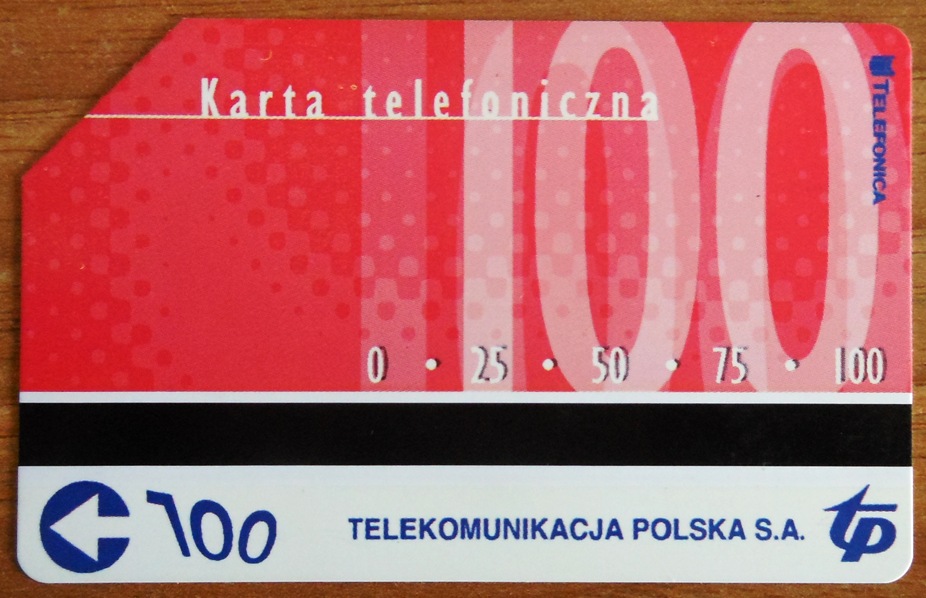 Karta telefoniczna
100
TELEFONICA
0 • 25 • 50 • 75 • 100
100
TELEKOMUNIKACJA POLSKA S.A.
tp